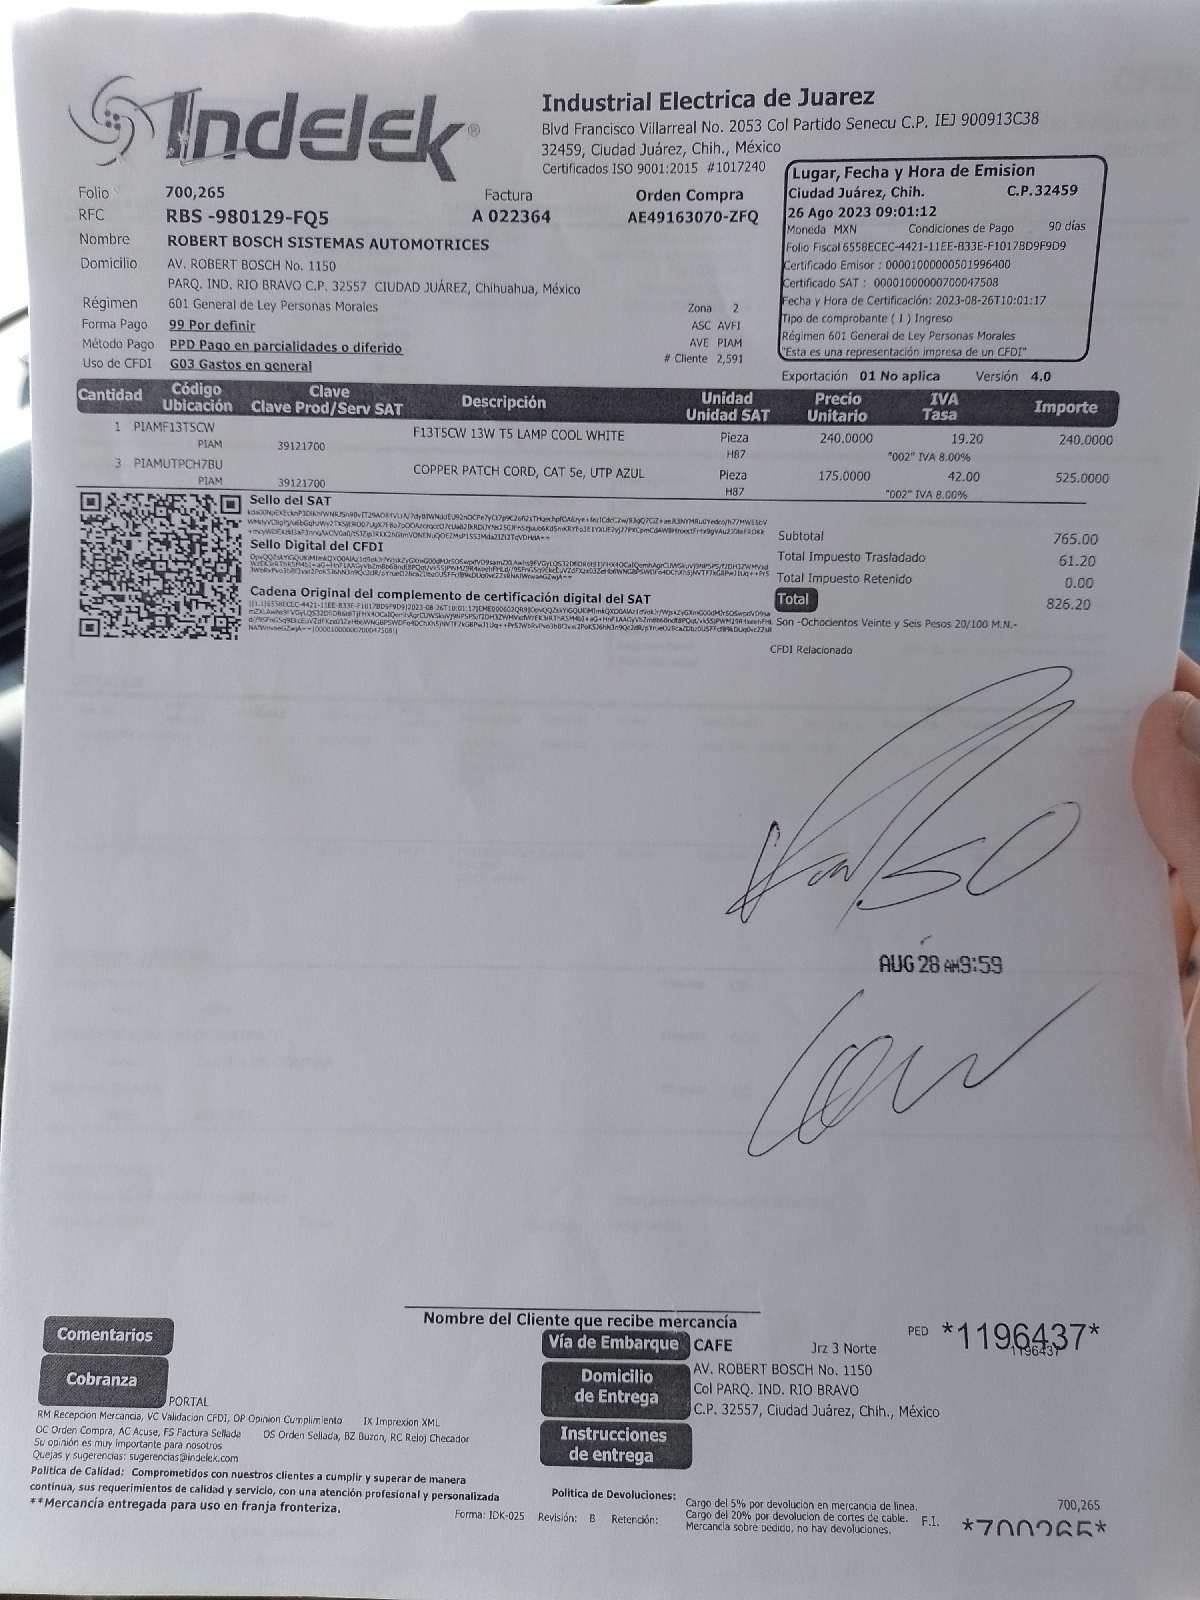 Indelek®
Industrial Electrica de Juarez
Blvd Francisco Villarreal No. 2053 Col Partido Senecu C.P. IEJ 900913C38
32459, Ciudad Juárez, Chih., México
Certificados ISO 9001:2015 #1017240
Folio 700,265 Factura Orden Compra
RFC RBS -980129-FQ5 A 022364 AE49163070-ZFQ
Nombre ROBERT BOSCH SISTEMAS AUTOMOTRICES
Domicilio AV. ROBERT BOSCH No. 1150
PARQ. IND. RIO BRAVO C.P. 32557 CIUDAD JUÁREZ, Chihuahua, México
Régimen 601 General de Ley Personas Morales
Forma Pago 99 Por definir
Método Pago PPD Pago en parcialidades o diferido
Uso de CFDI G03 Gastos en general
Zona 2
ASC AVFI
AVE PIAM
# Cliente 2,591
Lugar, Fecha y Hora de Emision
Ciudad Juárez, Chih. C.P.32459
26 Ago 2023 09:01:12
Moneda MXN Condiciones de Pago 90 días
Folio Fiscal 6558ECEC-4421-11EE-B33E-F1017BD9F9D9
Certificado Emisor : 00001000000501996400
Certificado SAT : 00001000000700047508
Fecha y Hora de Certificación: 2023-08-26T10:01:17
Tipo de comprobante ( I ) Ingreso
Régimen 601 General de Ley Personas Morales
"Esta es una representación impresa de un CFDI"
Exportación 01 No aplica Versión 4.0
Cantidad Código Ubicación Clave Clave Prod/Serv SAT Descripción Unidad Unidad SAT Precio Unitario IVA Tasa Importe
1 PIAMF13T5CW F13T5CW 13W T5 LAMP COOL WHITE Pieza 240.0000 19.20 240.0000
PIAM 39121700 H87 "002" IVA 8.00%
3 PIAMUTPCH7BU COPPER PATCH CORD, CAT 5e, UTP AZUL Pieza 175.0000 42.00 525.0000
PIAM 39121700 H87 "002" IVA 8.00%
Sello del SAT
Sello Digital del CFDI
Cadena Original del complemento de certificación digital del SAT
Subtotal 765.00
Total Impuesto Trasladado 61.20
Total Impuesto Retenido 0.00
Total 826.20
Son -Ochocientos Veinte y Seis Pesos 20/100 M.N.-
CFDI Relacionado
AUG 28 AM 9:59
Nombre del Cliente que recibe mercancía
Comentarios
Cobranza
PORTAL
Vía de Embarque CAFE Jrz 3 Norte
PED *1196437*
1196437
Domicilio de Entrega
AV. ROBERT BOSCH No. 1150
Col PARQ. IND. RIO BRAVO
C.P. 32557, Ciudad Juárez, Chih., México
Instrucciones de entrega
RM Recepcion Mercancia, VC Validacion CFDI, OP Opinion Cumplimiento IX Imprexion XML
OC Orden Compra, AC Acuse, FS Factura Sellada OS Orden Sellada, BZ Buzon, RC Reloj Checador
Su opinión es muy importante para nosotros
Quejas y sugerencias: sugerencias@indelek.com
Política de Calidad: Comprometidos con nuestros clientes a cumplir y superar de manera
continua, sus requerimientos de calidad y servicio, con una atención profesional y personalizada
**Mercancía entregada para uso en franja fronteriza.
Forma: IDK-025 Revisión: B Retención:
Politica de Devoluciones: Cargo del 5% por devolucion en mercancia de linea.
Cargo del 20% por devolucion de cortes de cable.
Mercancia sobre pedido, no hay devoluciones.
700,265
F.I. *700265*